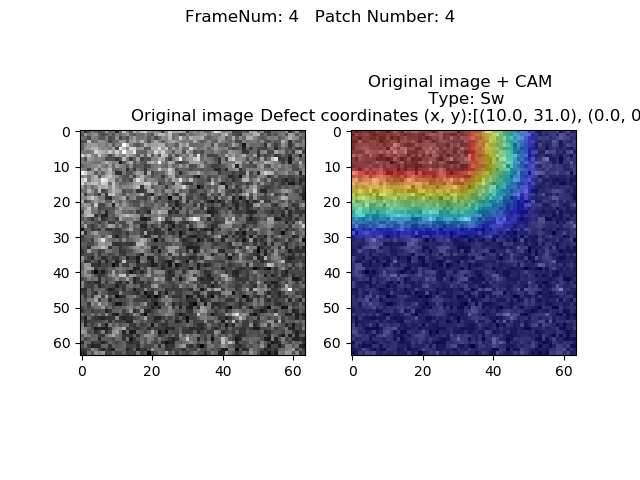 FrameNum: 4   Patch Number: 4
Original image + CAM
Type: Sw
Original image
Defect coordinates (x, y):[(10.0, 31.0), (0.0, 0
0
10
20
30
40
50
60
0 20 40 60
0
10
20
30
40
50
60
0 20 40 60